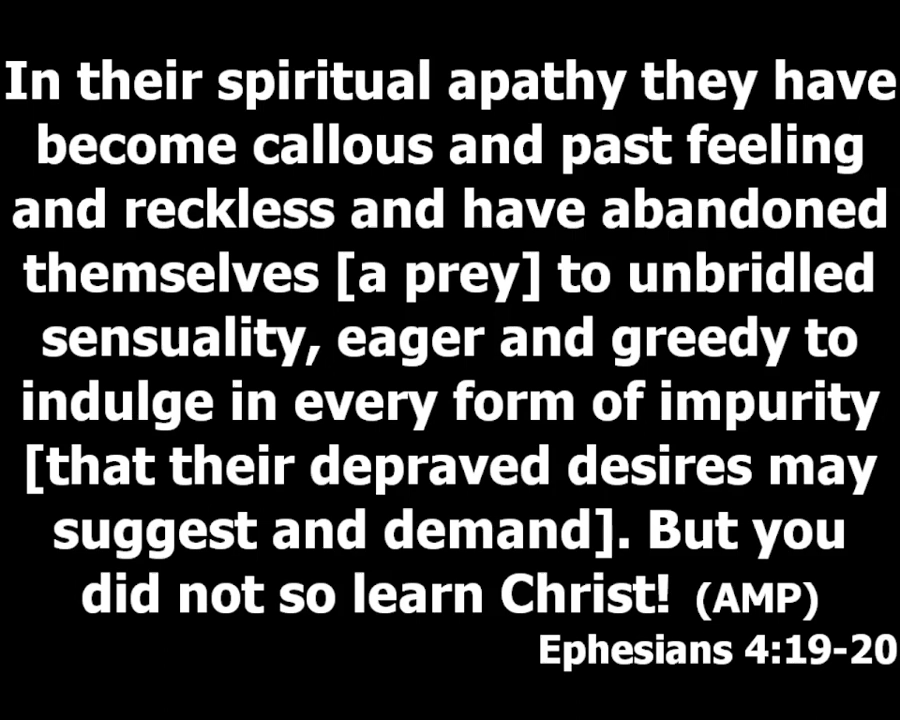 In their spiritual apathy they have
become callous and past feeling
and reckless and have abandoned
themselves [a prey] to unbridled
sensuality, eager and greedy to
indulge in every form of impurity
[that their depraved desires may
suggest and demand]. But you
did not so learn Christ! (AMP)
Ephesians 4:19-20